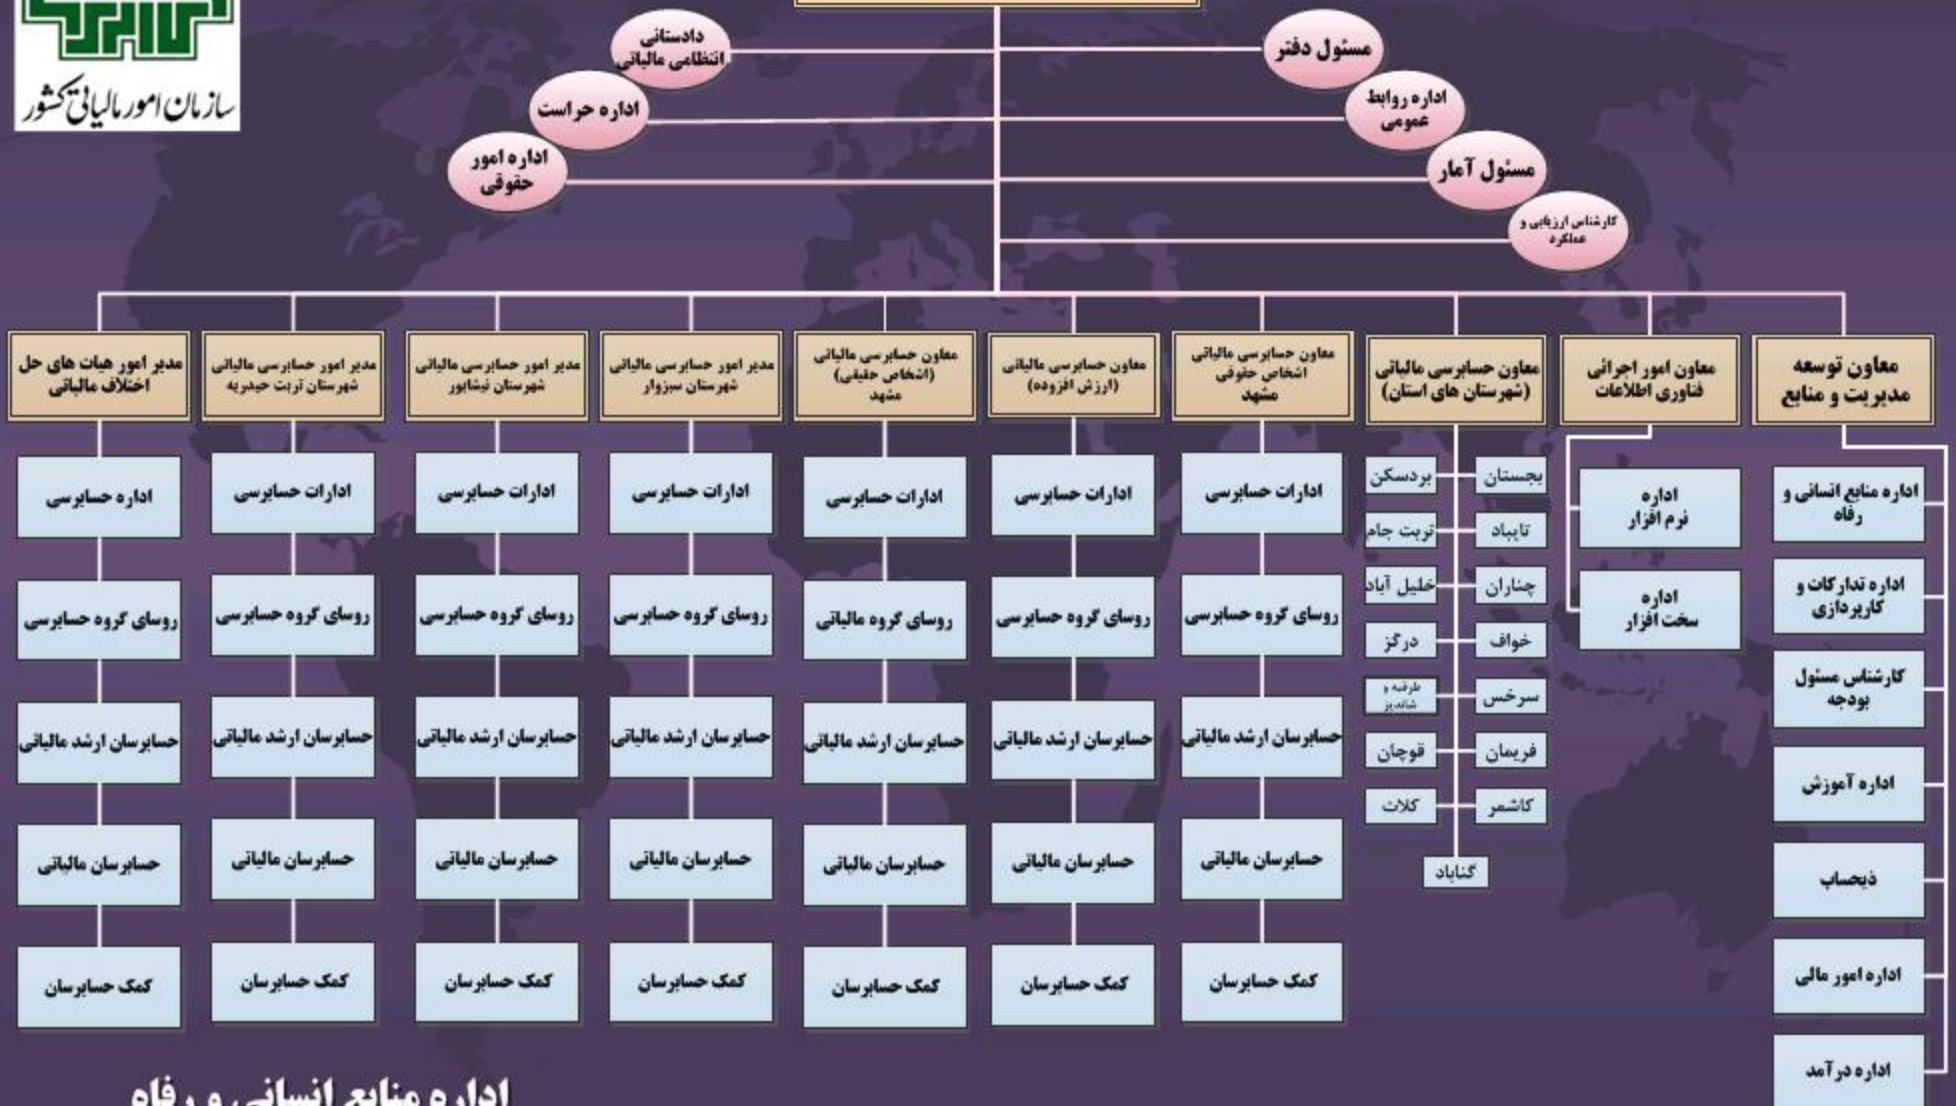 سازمان امور مالیاتی کشور
مسئول دفتر
اداره روابط
عمومی
مسئول آمار
کارشناس ارزیابی و
عملکرد
دادستانی
انتظامی مالیاتی
اداره حراست
اداره امور
حقوقی
معاون توسعه
مدیریت و منابع
اداره منابع انسانی و
رفاه
اداره تدارکات و
کارپردازی
کارشناس مسئول
بودجه
اداره آموزش
ذیحساب
اداره امور مالی
اداره درآمد
معاون امور اجرائی
فناوری اطلاعات
اداره
نرم افزار
اداره
سخت افزار
معاون حسابرسی مالیاتی
(شهرستان های استان)
بجستان
بردسکن
تایباد
تربت جام
چناران
خلیل آباد
خواف
درگز
سرخس
طرقبه و
شاندیز
فریمان
قوچان
کاشمر
کلات
گناباد
معاون حسابرسی مالیاتی
اشخاص حقوقی
مشهد
ادارات حسابرسی
روسای گروه حسابرسی
حسابرسان ارشد مالیاتی
حسابرسان مالیاتی
کمک حسابرسان
معاون حسابرسی مالیاتی
(ارزش افزوده)
ادارات حسابرسی
روسای گروه حسابرسی
حسابرسان ارشد مالیاتی
حسابرسان مالیاتی
کمک حسابرسان
معاون حسابرسی مالیاتی
(اشخاص حقیقی)
مشهد
ادارات حسابرسی
روسای گروه مالیاتی
حسابرسان ارشد مالیاتی
حسابرسان مالیاتی
کمک حسابرسان
مدیر امور حسابرسی مالیاتی
شهرستان سبزوار
ادارات حسابرسی
روسای گروه حسابرسی
حسابرسان ارشد مالیاتی
حسابرسان مالیاتی
کمک حسابرسان
مدیر امور حسابرسی مالیاتی
شهرستان نیشابور
ادارات حسابرسی
روسای گروه حسابرسی
حسابرسان ارشد مالیاتی
حسابرسان مالیاتی
کمک حسابرسان
مدیر امور حسابرسی مالیاتی
شهرستان تربت حیدریه
ادارات حسابرسی
روسای گروه حسابرسی
حسابرسان ارشد مالیاتی
حسابرسان مالیاتی
کمک حسابرسان
مدیر امور هیات های حل
اختلاف مالیاتی
اداره حسابرسی
روسای گروه حسابرسی
حسابرسان ارشد مالیاتی
حسابرسان مالیاتی
کمک حسابرسان
اداره منابع انسانی و رفاه